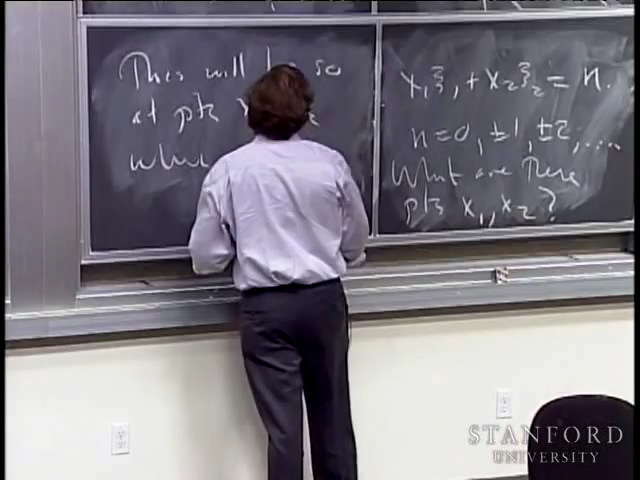 This will be so
at pts
where
x₁ξ₁ + x₂ξ₂ = n.
n = 0, ±1, ±2, ....
What are these
pts x₁, x₂ ?
STANFORD
UNIVERSITY